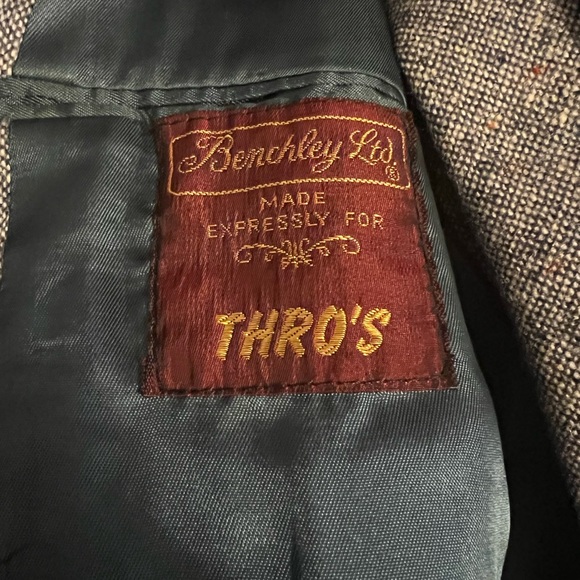 Benchley Ltd.®
MADE
EXPRESSLY FOR
THRO'S